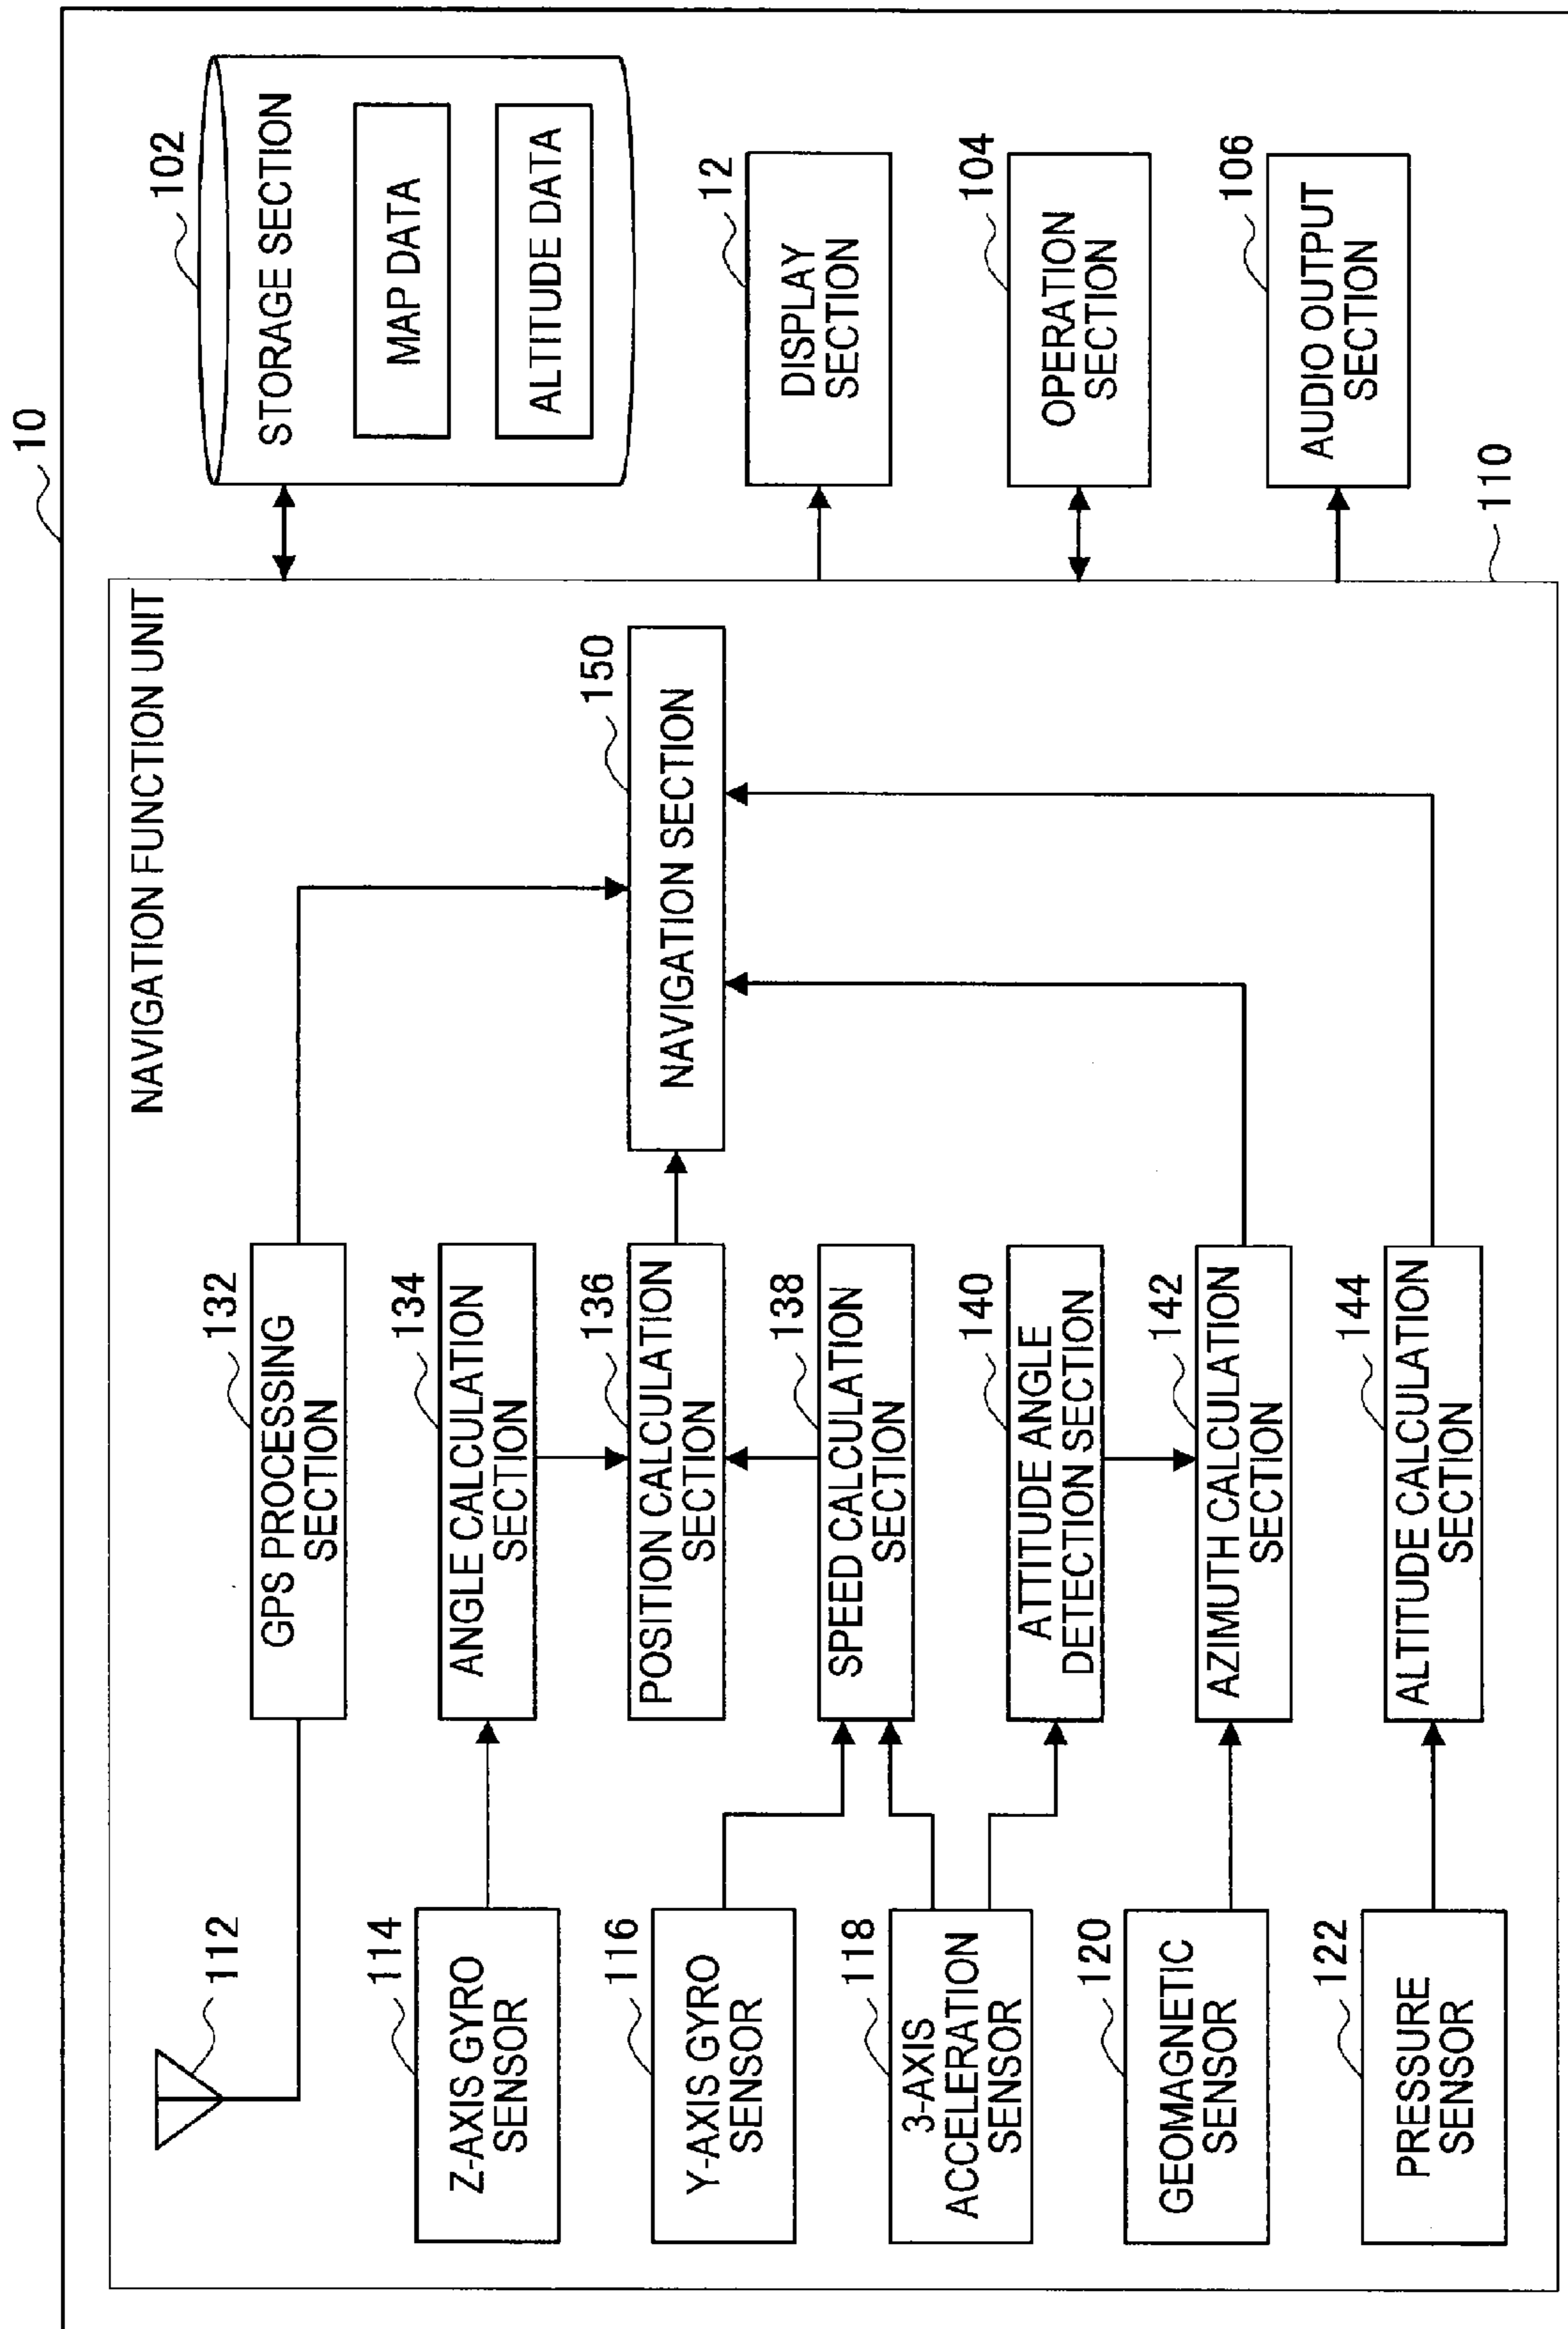 10
NAVIGATION FUNCTION UNIT
112
132
GPS PROCESSING
SECTION
114
Z-AXIS GYRO
SENSOR
134
ANGLE CALCULATION
SECTION
116
Y-AXIS GYRO
SENSOR
136
POSITION CALCULATION
SECTION
150
NAVIGATION SECTION
118
3-AXIS
ACCELERATION
SENSOR
138
SPEED CALCULATION
SECTION
140
ATTITUDE ANGLE
DETECTION SECTION
120
GEOMAGNETIC
SENSOR
142
AZIMUTH CALCULATION
SECTION
122
PRESSURE
SENSOR
144
ALTITUDE CALCULATION
SECTION
102
STORAGE SECTION
MAP DATA
ALTITUDE DATA
12
DISPLAY
SECTION
104
OPERATION
SECTION
106
AUDIO OUTPUT
SECTION
110